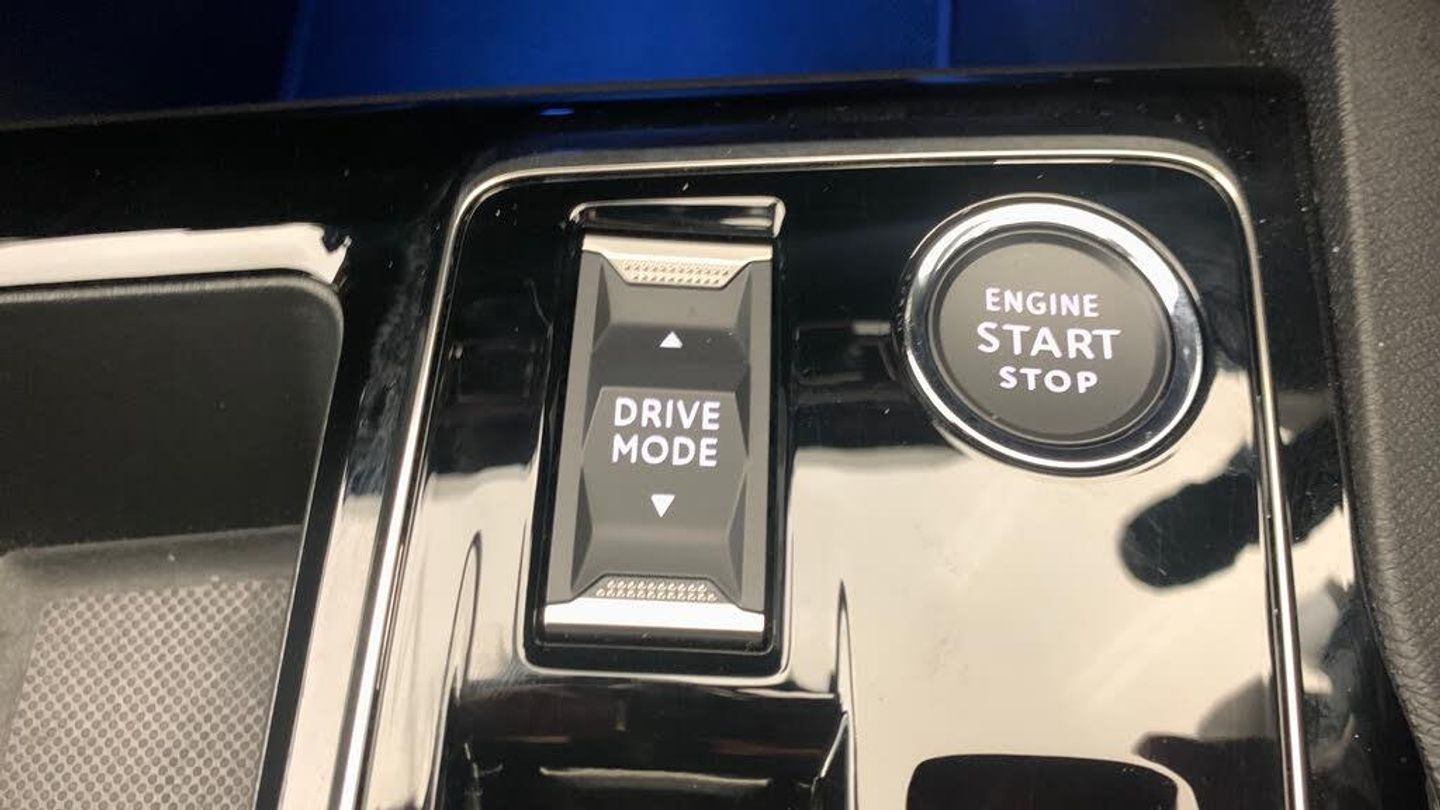 ▲
DRIVE
MODE
▼
ENGINE
START
STOP